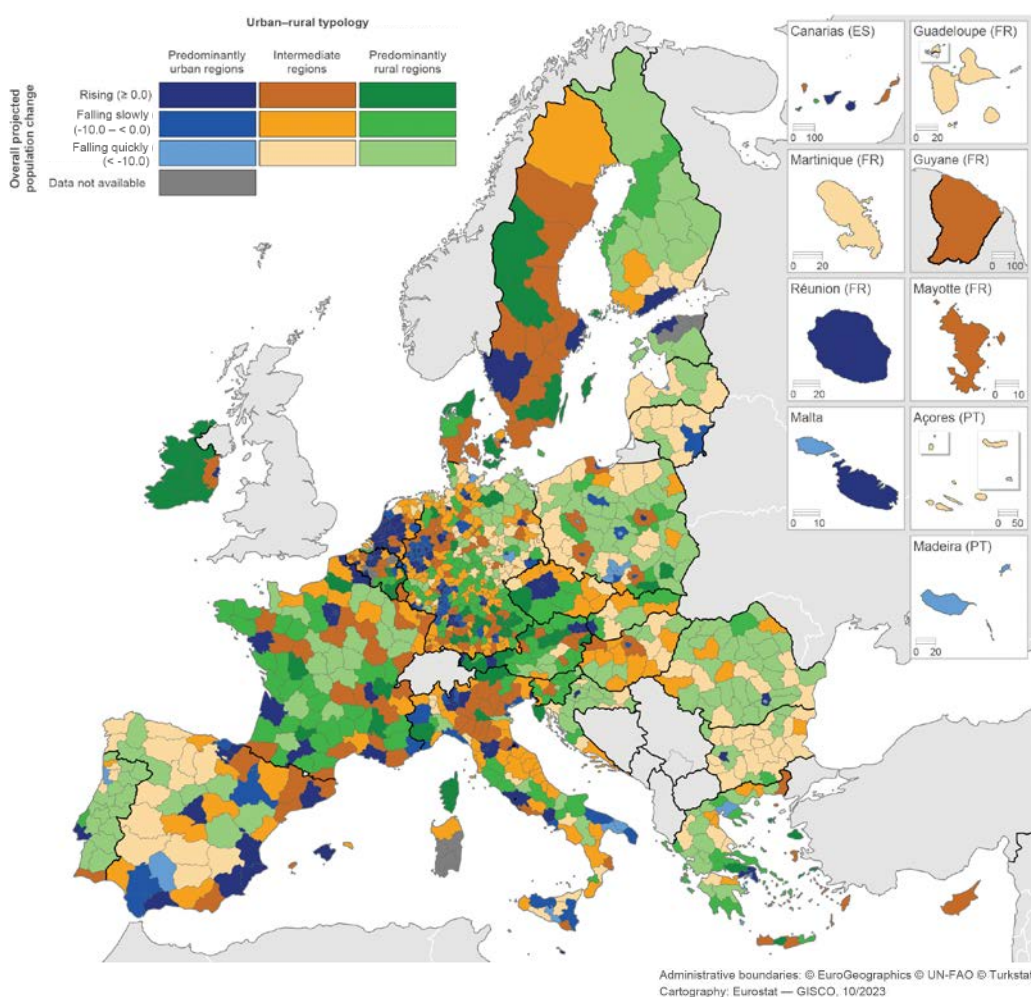 Urban–rural typology
Predominantly urban regions
Intermediate regions
Predominantly rural regions
Overall projected population change
Rising (≥ 0.0)
Falling slowly (-10.0 – < 0.0)
Falling quickly (< -10.0)
Data not available
Canarias (ES)
0 100
Guadeloupe (FR)
0 20
Martinique (FR)
0 20
Guyane (FR)
0 100
Réunion (FR)
0 20
Mayotte (FR)
0 10
Malta
0 10
Açores (PT)
0 50
Madeira (PT)
0 20
Administrative boundaries: © EuroGeographics © UN-FAO © Turkstat
Cartography: Eurostat — GISCO, 10/2023